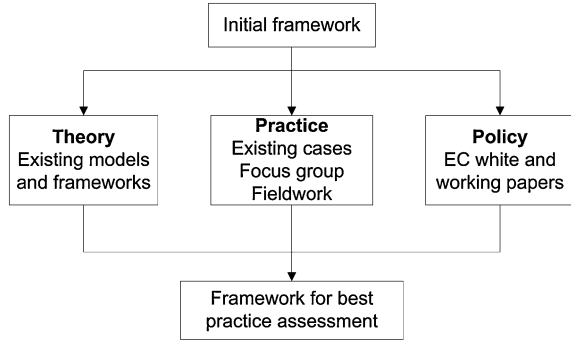 Initial framework
Theory
Existing models
and frameworks
Practice
Existing cases
Focus group
Fieldwork
Policy
EC white and
working papers
Framework for best
practice assessment